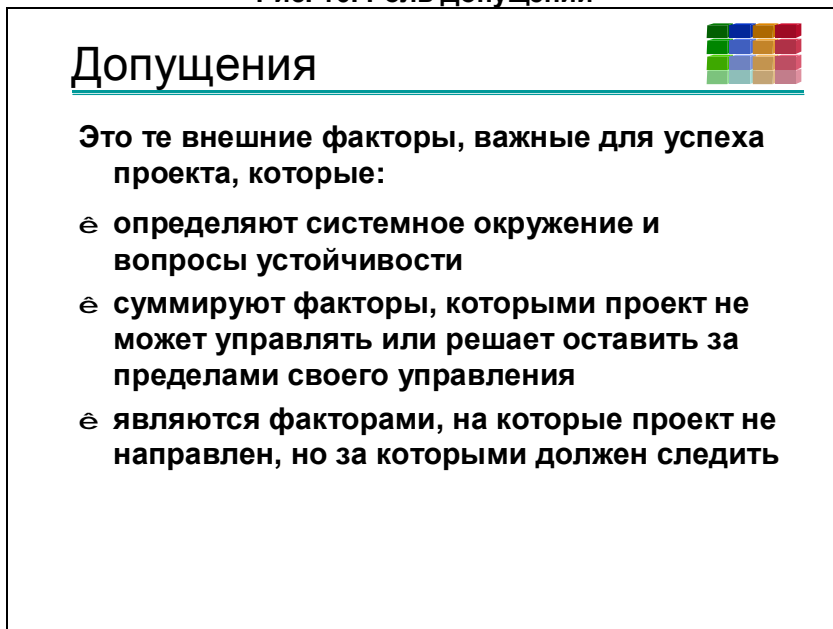 Допущения
Это те внешние факторы, важные для успеха
проекта, которые:
ê определяют системное окружение и
вопросы устойчивости
ê суммируют факторы, которыми проект не
может управлять или решает оставить за
пределами своего управления
ê являются факторами, на которые проект не
направлен, но за которыми должен следить